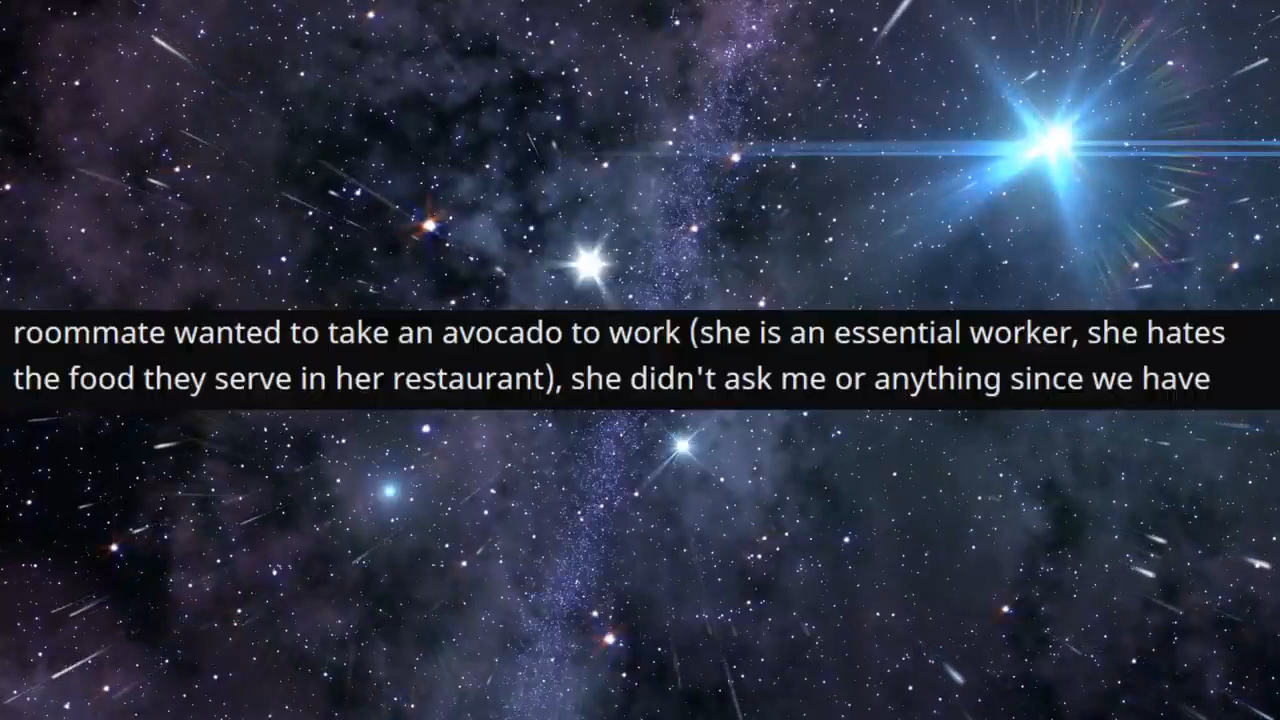 roommate wanted to take an avocado to work (she is an essential worker, she hates
the food they serve in her restaurant), she didn't ask me or anything since we have